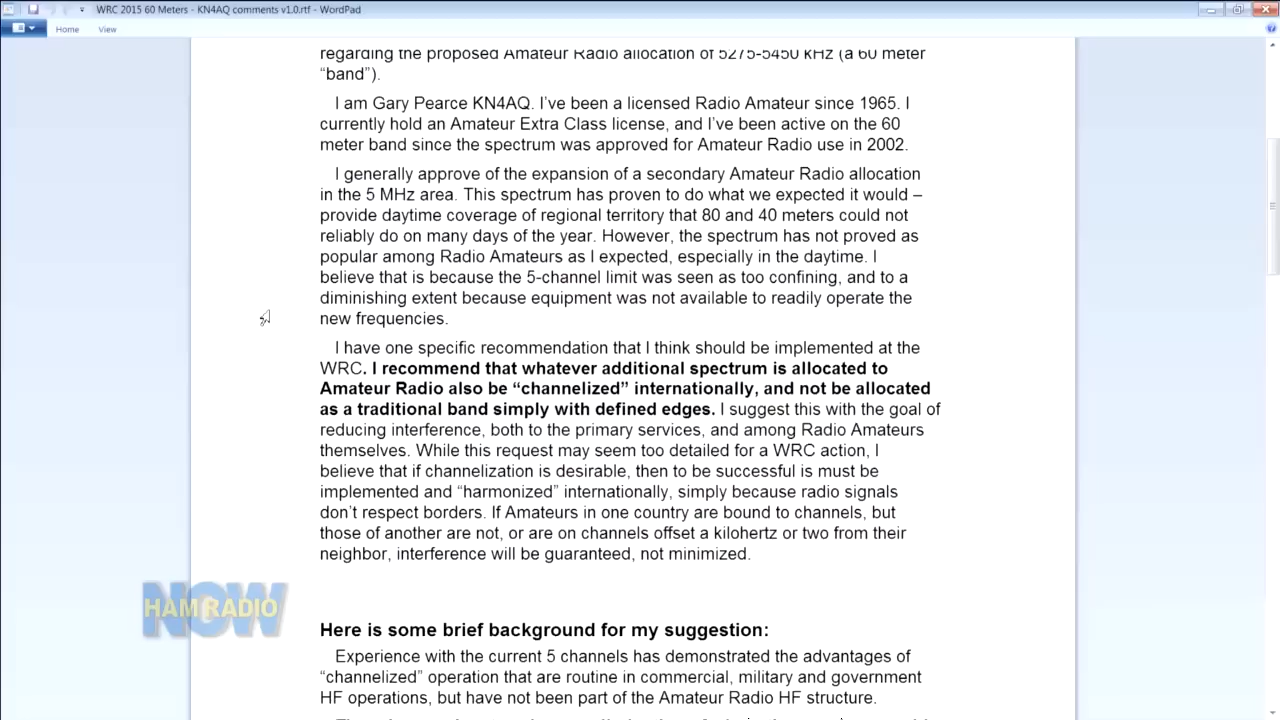 WRC 2015 60 Meters - KN4AQ comments v1.0.rtf - WordPad
Home View
regarding the proposed Amateur Radio allocation of 5275-5450 kHz (a 60 meter
“band”).
I am Gary Pearce KN4AQ. I’ve been a licensed Radio Amateur since 1965. I
currently hold an Amateur Extra Class license, and I’ve been active on the 60
meter band since the spectrum was approved for Amateur Radio use in 2002.
I generally approve of the expansion of a secondary Amateur Radio allocation
in the 5 MHz area. This spectrum has proven to do what we expected it would –
provide daytime coverage of regional territory that 80 and 40 meters could not
reliably do on many days of the year. However, the spectrum has not proved as
popular among Radio Amateurs as I expected, especially in the daytime. I
believe that is because the 5-channel limit was seen as too confining, and to a
diminishing extent because equipment was not available to readily operate the
new frequencies.
I have one specific recommendation that I think should be implemented at the
WRC. I recommend that whatever additional spectrum is allocated to
Amateur Radio also be “channelized” internationally, and not be allocated
as a traditional band simply with defined edges. I suggest this with the goal of
reducing interference, both to the primary services, and among Radio Amateurs
themselves. While this request may seem too detailed for a WRC action, I
believe that if channelization is desirable, then to be successful is must be
implemented and “harmonized” internationally, simply because radio signals
don’t respect borders. If Amateurs in one country are bound to channels, but
those of another are not, or are on channels offset a kilohertz or two from their
neighbor, interference will be guaranteed, not minimized.
NOW
HAM RADIO
Here is some brief background for my suggestion:
Experience with the current 5 channels has demonstrated the advantages of
“channelized” operation that are routine in commercial, military and government
HF operations, but have not been part of the Amateur Radio HF structure.